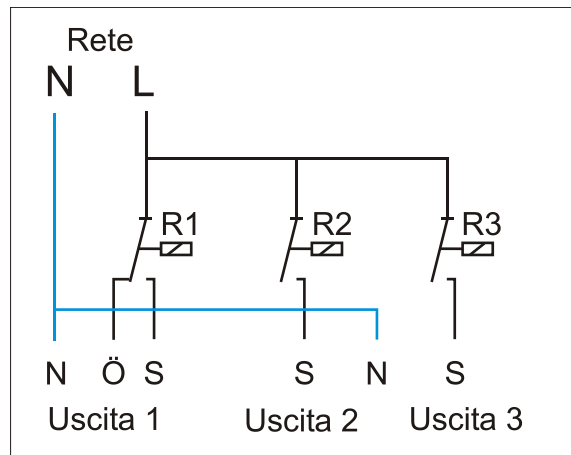 Rete
N L
R1 R2 R3
N Ö S S N S
Uscita 1 Uscita 2 Uscita 3